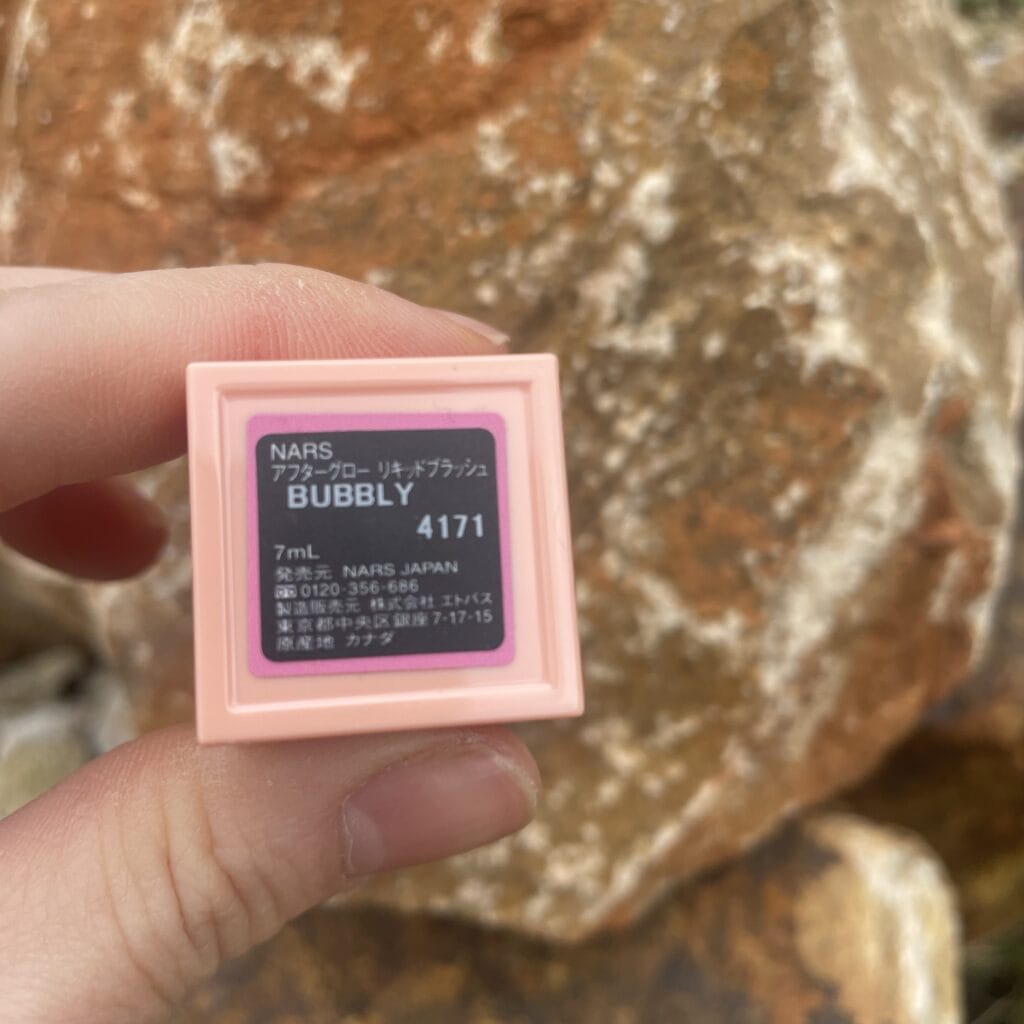 NARS
アフターグロー リキッドブラッシュ
BUBBLY
4171
7mL
発売元 NARS JAPAN
0120-356-686
製造販売元 株式会社 エトバス
東京都中央区銀座7-17-15
原産地 カナダ